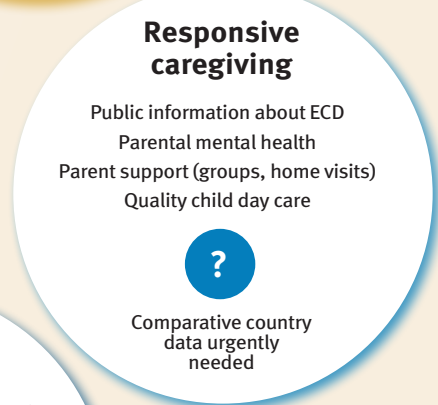 Responsive
caregiving
Public information about ECD
Parental mental health
Parent support (groups, home visits)
Quality child day care
?
Comparative country
data urgently
needed